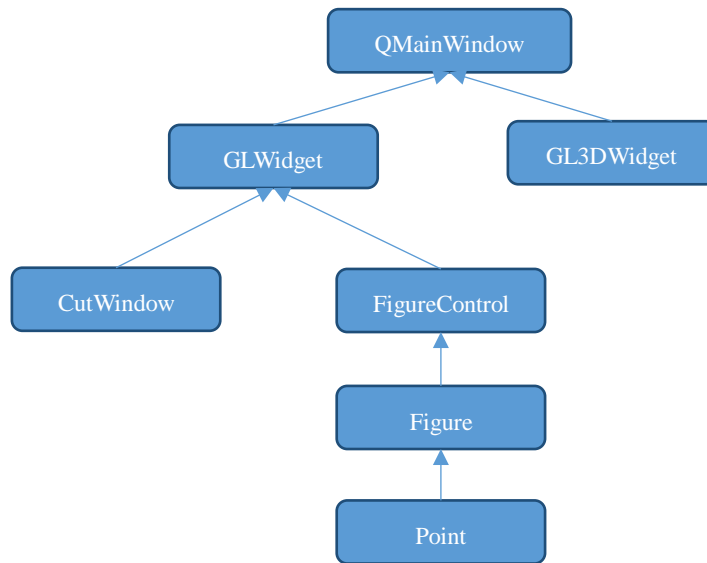 QMainWindow
GLWidget
GL3DWidget
CutWindow
FigureControl
Figure
Point